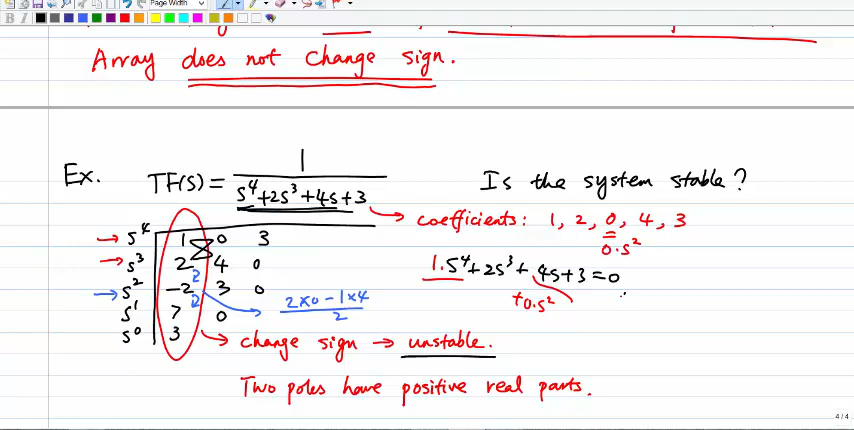 Page Width
B I
Array does not change sign.
Ex. TF(s) = 1 / (s⁴+2s³+4s+3) Is the system stable?
coefficients: 1, 2, 0, 4, 3
0·s²
s⁴ 1 0 3
s³ 2 4 0
s² -2 3 0
s¹ 7 0
s⁰ 3
2
2
(2×0 - 1×4) / 2
1·s⁴+2s³+ 4s+3=0
+0·s²
change sign → unstable.
Two poles have positive real parts.
4/4